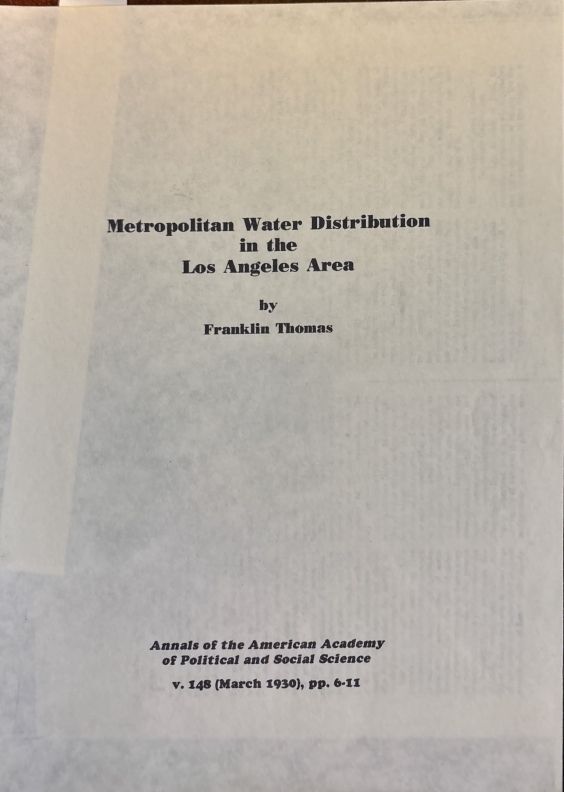 Metropolitan Water Distribution
in the
Los Angeles Area
by
Franklin Thomas
Annals of the American Academy
of Political and Social Science
v. 148 (March 1930), pp. 6-11